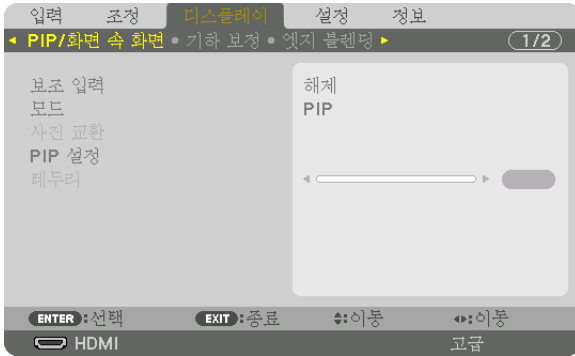 입력 조정 디스플레이 설정 정보
PIP/화면 속 화면 • 기하 보정 • 엣지 블렌딩 1/2
보조 입력 해제
모드 PIP
사진 교환
PIP 설정
테두리
ENTER :선택 EXIT :종료 :이동 :이동
HDMI 고급